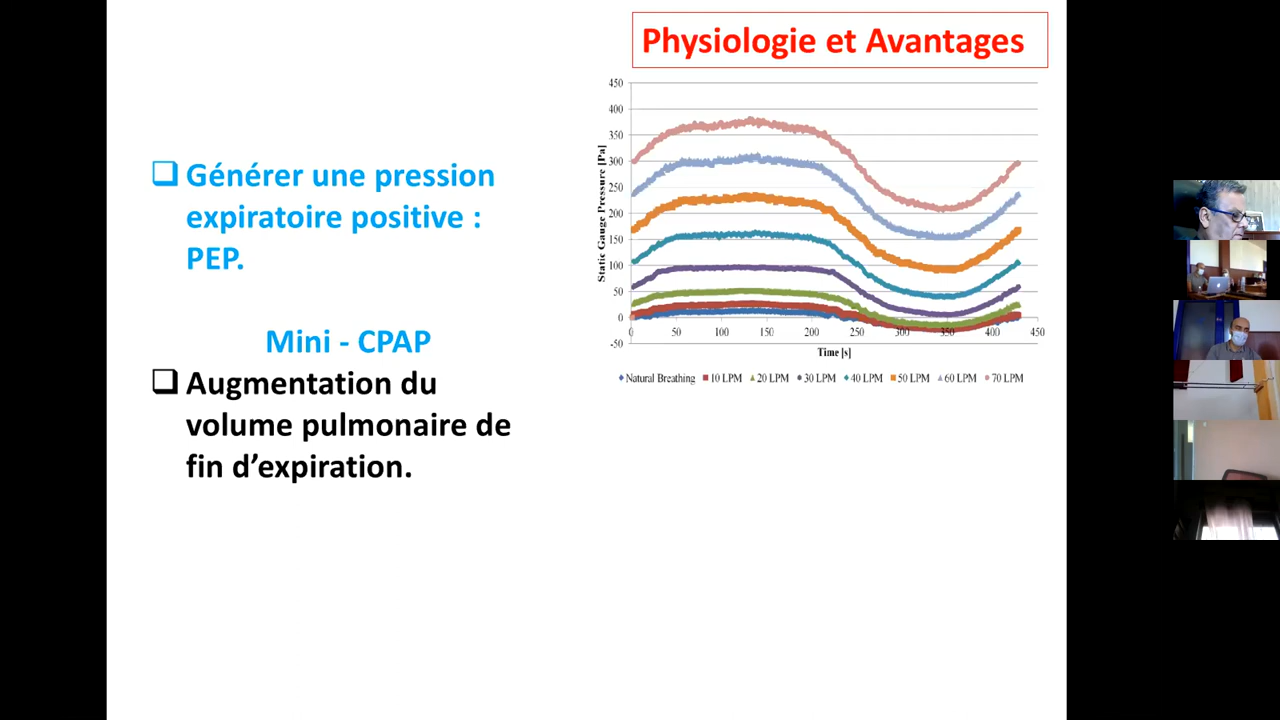 Physiologie et Avantages
❑ Générer une pression
expiratoire positive :
PEP.
Mini - CPAP
❑ Augmentation du
volume pulmonaire de
fin d’expiration.
450
400
350
300
250
200
150
100
50
0
-50
Static Gauge Pressure [Pa]
0 50 100 150 200 250 300 350 400 450
Time [s]
Natural Breathing 10 LPM 20 LPM 30 LPM 40 LPM 50 LPM 60 LPM 70 LPM